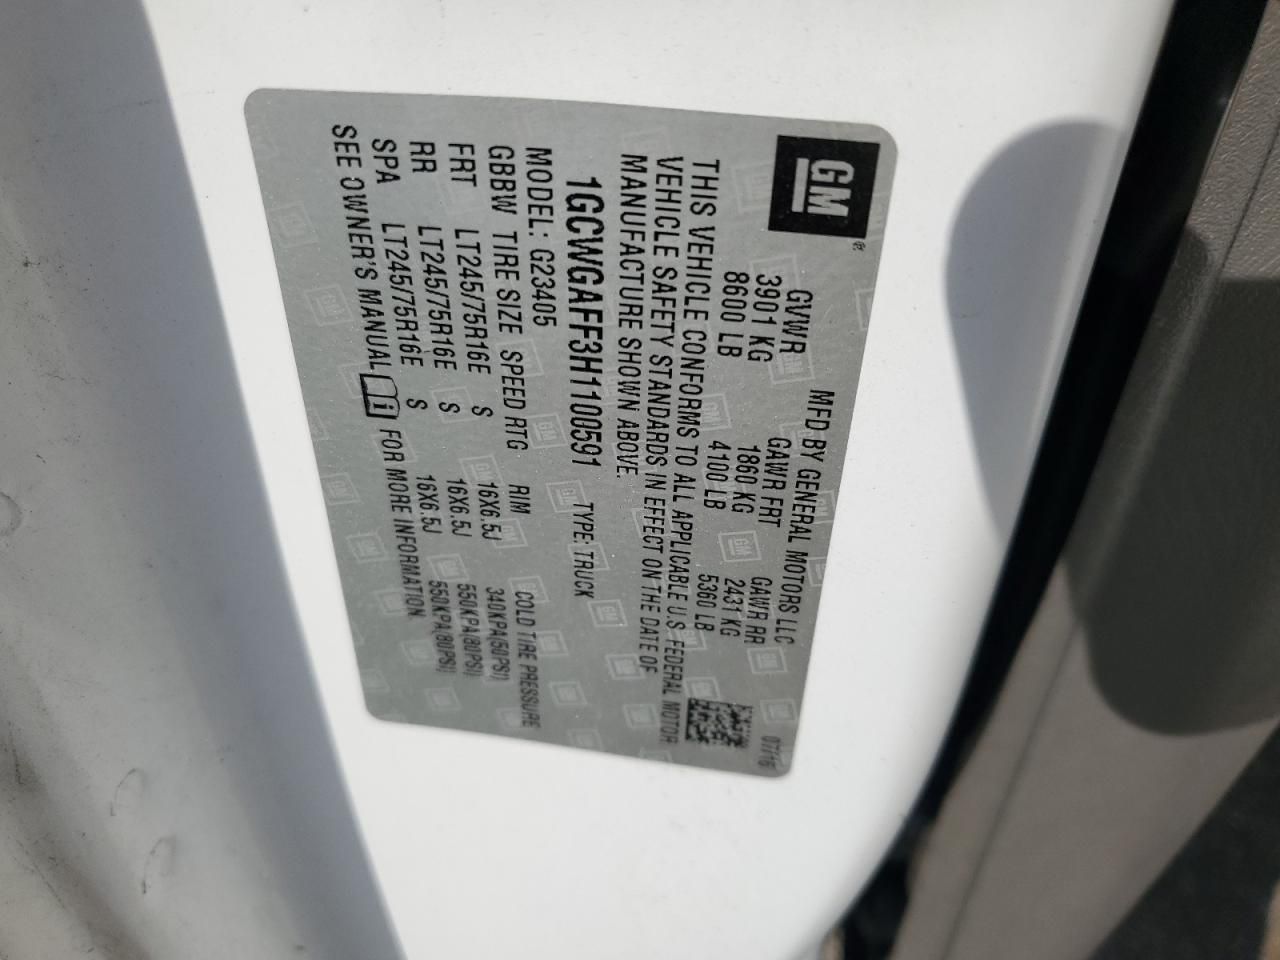 GM®
MFD BY GENERAL MOTORS LLC 07/16
GVWR GAWR FRT GAWR RR
3901 KG 1860 KG 2431 KG
8600 LB 4100 LB 5360 LB
THIS VEHICLE CONFORMS TO ALL APPLICABLE U.S. FEDERAL MOTOR
VEHICLE SAFETY STANDARDS IN EFFECT ON THE DATE OF
MANUFACTURE SHOWN ABOVE.
1GCWGAFF3H1100591 TYPE: TRUCK
MODEL: G23405
GBBW TIRE SIZE SPEED RTG RIM COLD TIRE PRESSURE
FRT LT245/75R16E S 16X6.5J 340KPA(50PSI)
RR LT245/75R16E S 16X6.5J 550KPA(80PSI)
SPA LT245/75R16E S 16X6.5J 550KPA(80PSI)
SEE OWNER'S MANUAL FOR MORE INFORMATION.